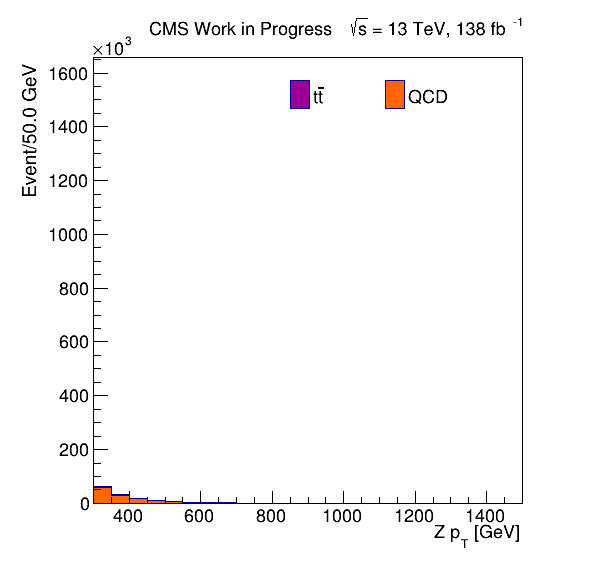 CMS Work in Progress √s = 13 TeV, 138 fb⁻¹
×10³
Event/50.0 GeV
1600
1400
1200
1000
800
600
400
200
0
tt̄
QCD
400 600 800 1000 1200 1400
Z p_T [GeV]